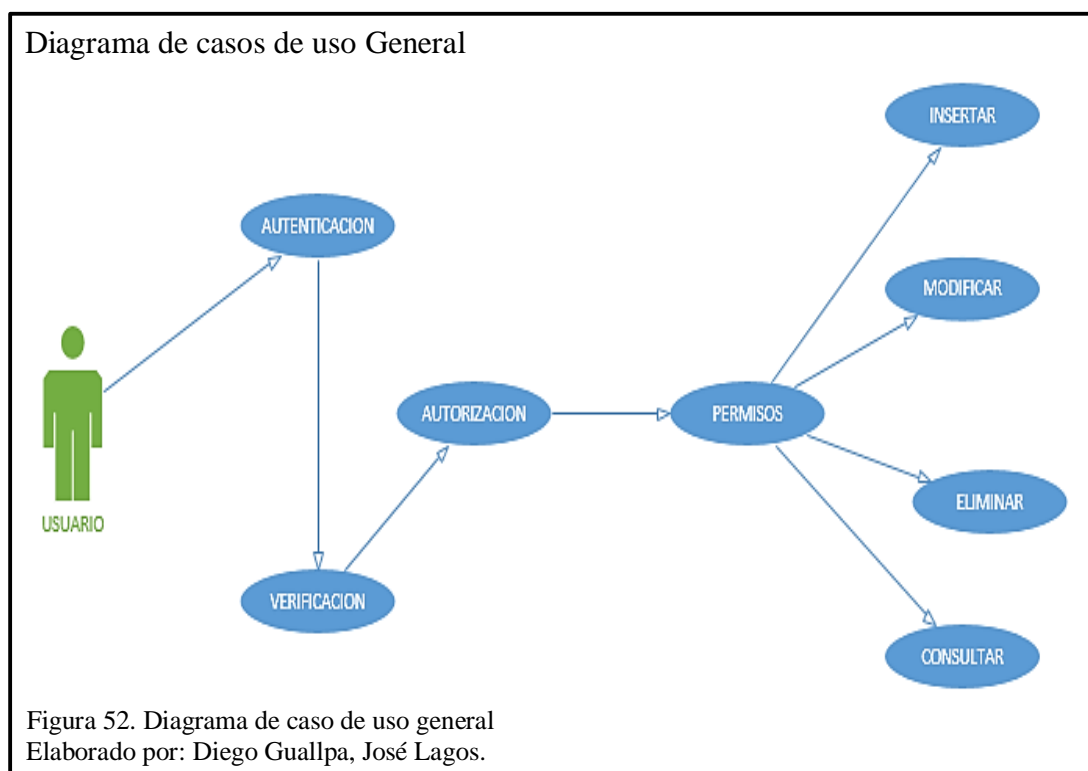 Diagrama de casos de uso General
INSERTAR
AUTENTICACION
MODIFICAR
AUTORIZACION
PERMISOS
ELIMINAR
USUARIO
VERIFICACION
CONSULTAR
Figura 52. Diagrama de caso de uso general
Elaborado por: Diego Guallpa, José Lagos.